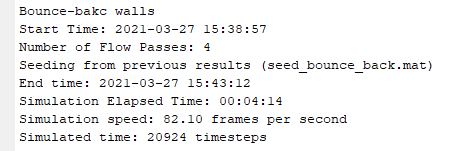 Bounce-bakc walls
Start Time: 2021-03-27 15:38:57
Number of Flow Passes: 4
Seeding from previous results (seed_bounce_back.mat)
End time: 2021-03-27 15:43:12
Simulation Elapsed Time: 00:04:14
Simulation speed: 82.10 frames per second
Simulated time: 20924 timesteps